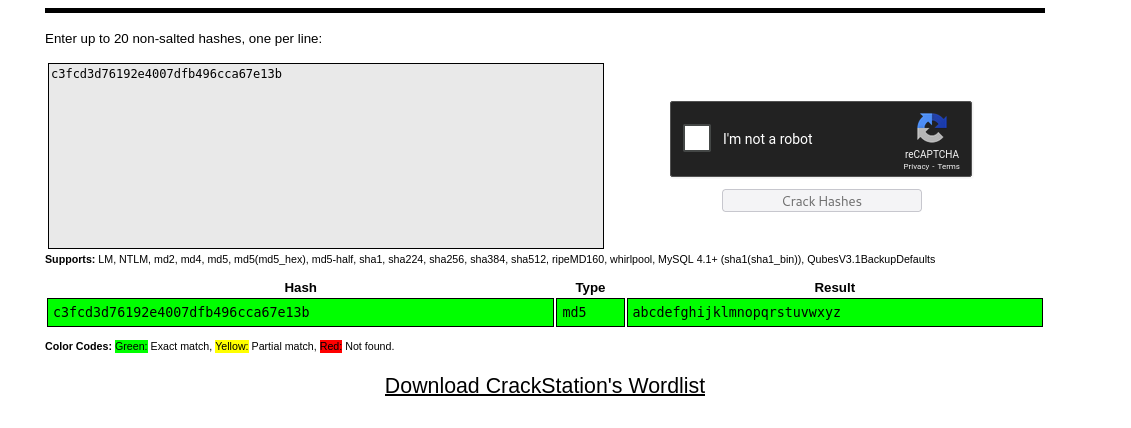 Enter up to 20 non-salted hashes, one per line:
c3fcd3d76192e4007dfb496cca67e13b
I'm not a robot
reCAPTCHA
Privacy - Terms
Crack Hashes
Supports: LM, NTLM, md2, md4, md5, md5(md5_hex), md5-half, sha1, sha224, sha256, sha384, sha512, ripeMD160, whirlpool, MySQL 4.1+ (sha1(sha1_bin)), QubesV3.1BackupDefaults
Hash Type Result
c3fcd3d76192e4007dfb496cca67e13b md5 abcdefghijklmnopqrstuvwxyz
Color Codes: Green: Exact match, Yellow: Partial match, Red: Not found.
Download CrackStation's Wordlist